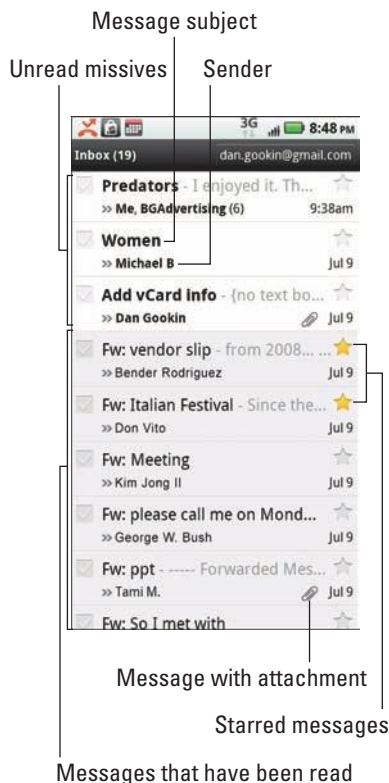 Message subject
Unread missives Sender
3G 8:48 PM
Inbox (19) dan.gookin@gmail.com
Predators - I enjoyed it. Th...
» Me, BGAdvertising (6) 9:38am
Women
» Michael B Jul 9
Add vCard info - {no text bo...
» Dan Gookin Jul 9
Fw: vendor slip - from 2008... ...
» Bender Rodriguez Jul 9
Fw: Italian Festival - Since the...
» Don Vito Jul 9
Fw: Meeting
» Kim Jong Il Jul 9
Fw: please call me on Mond...
» George W. Bush Jul 9
Fw: ppt - ----- Forwarded Mes...
» Tami M. Jul 9
Fw: So I met with
Message with attachment
Starred messages
Messages that have been read